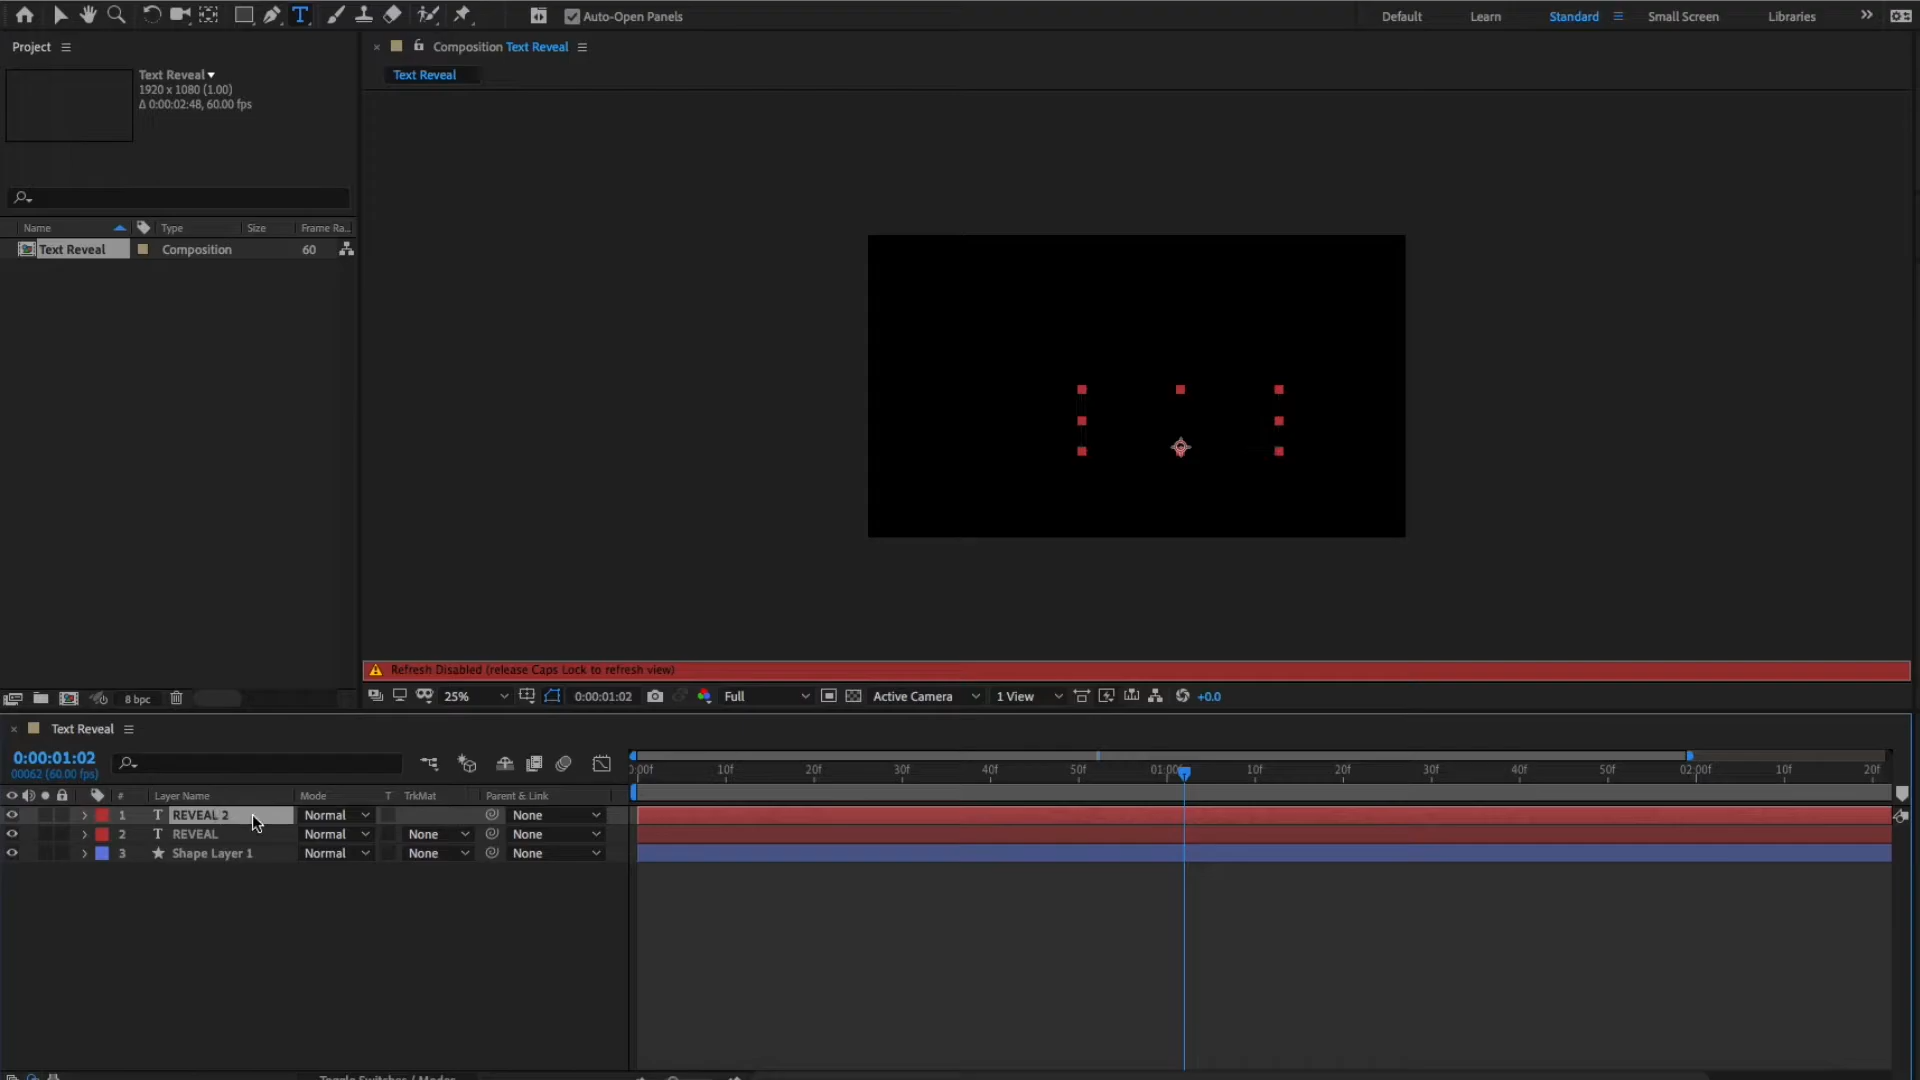 Auto-Open Panels
Default
Learn
Standard
Small Screen
Libraries
Project
Composition Text Reveal
Text Reveal
Text Reveal
1920 x 1080 (1.00)
Δ 0:00:02:48, 60.00 fps
Name
Type
Size
Frame Ra...
Text Reveal
Composition
60
Refresh Disabled (release Caps Lock to refresh view)
8 bpc
25%
0:00:01:02
Full
Active Camera
1 View
+0.0
Text Reveal
0:00:01:02
00062 (60.00 fps)
:00f
10f
20f
30f
40f
50f
01:00f
10f
20f
30f
40f
50f
02:00f
10f
20f
#
Layer Name
Mode
T
TrkMat
Parent & Link
1
T
REVEAL 2
Normal
None
2
T
REVEAL
Normal
None
None
3
Shape Layer 1
Normal
None
None
Toggle Switches / Modes